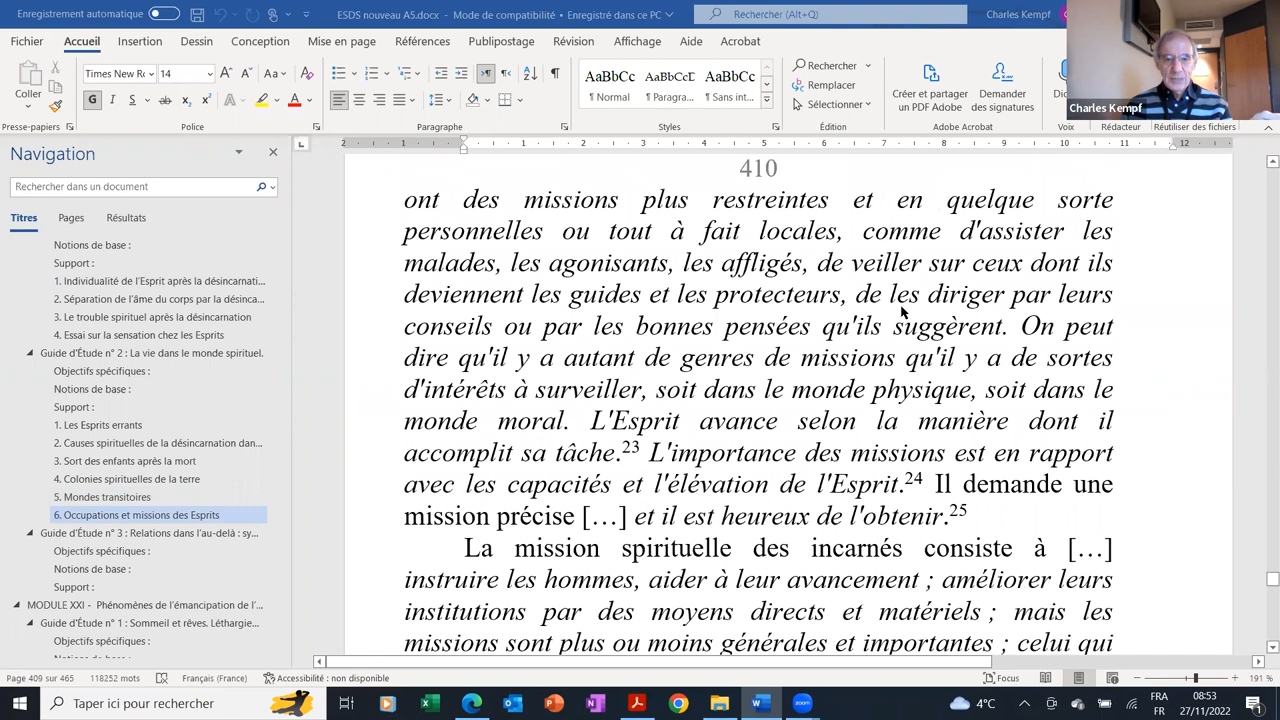 Enregistrement automatique
ESDS nouveau A5.docx - Enregistré dans ce PC
Rechercher (Alt+Q)
Charles Kempf
Fichier Accueil Insertion Dessin Conception Mise en page Références Publipostage Révision Affichage Aide Acrobat
Coller
Times New R
14
AaBbCc AaBbCcD AaBbCc
¶ Normal ¶ Paragra... ¶ Sans int...
Rechercher
Remplacer
Sélectionner
Créer et partager
un PDF Adobe
Demander
des signatures
Charles Kempf
Presse-papiers Police Paragraphe Styles Édition Adobe Acrobat Voix Rédacteur Réutiliser des fichiers
Navigation
Rechercher dans un document
Titres Pages Résultats
Notions de base :
Support :
1. Individualité de l'Esprit après la désincarnati...
2. Séparation de l'âme du corps par la désinca...
3. Le trouble spirituel après la désincarnation
4. Essai sur la sensation chez les Esprits
Guide d'Étude n° 2 : La vie dans le monde spirituel.
Objectifs spécifiques :
Notions de base :
Support :
1. Les Esprits errants
2. Causes spirituelles de la désincarnation dan...
3. Sort des enfants après la mort
4. Colonies spirituelles de la terre
5. Mondes transitoires
6. Occupations et missions des Esprits
Guide d'Étude n° 3 : Relations dans l'au-delà : sy...
Objectifs spécifiques :
Notions de base :
Support :
MODULE XXI - Phénomènes de l'émancipation de l'...
Guide d'Étude n° 1 : Sommeil et rêves. Léthargie...
Objectifs spécifiques :
2 1 1 2 3 4 5 6 7 8 9 10 11 12
410
ont des missions plus restreintes et en quelque sorte
personnelles ou tout à fait locales, comme d'assister les
malades, les agonisants, les affligés, de veiller sur ceux dont ils
deviennent les guides et les protecteurs, de les diriger par leurs
conseils ou par les bonnes pensées qu'ils suggèrent. On peut
dire qu'il y a autant de genres de missions qu'il y a de sortes
d'intérêts à surveiller, soit dans le monde physique, soit dans le
monde moral. L'Esprit avance selon la manière dont il
accomplit sa tâche.23 L'importance des missions est en rapport
avec les capacités et l'élévation de l'Esprit.24 Il demande une
mission précise […] et il est heureux de l'obtenir.25
La mission spirituelle des incarnés consiste à […]
instruire les hommes, aider à leur avancement ; améliorer leurs
institutions par des moyens directs et matériels ; mais les
missions sont plus ou moins générales et importantes ; celui qui
Page 409 sur 465 118252 mots Français (France) Accessibilité : non disponible Focus 191 %
Taper ici pour rechercher
zoom
4°C
FRA
FR
08:53
27/11/2022